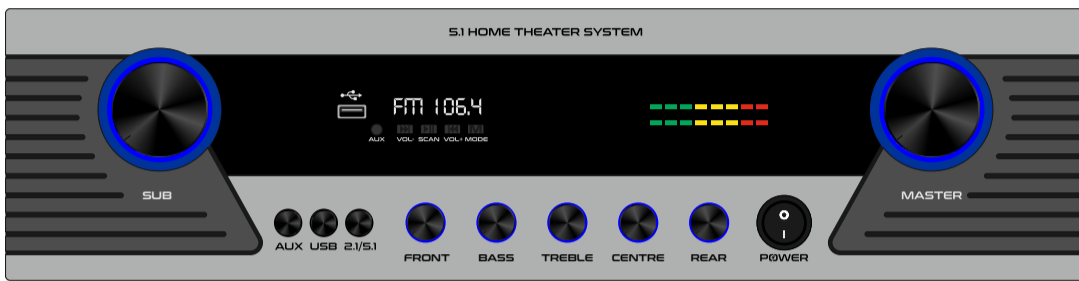 5.1 HOME THEATER SYSTEM
FM 106.4
AUX VOL- SCAN VOL+ MODE
SUB
MASTER
AUX USB 2.1/5.1
FRONT BASS TREBLE CENTRE REAR POWER